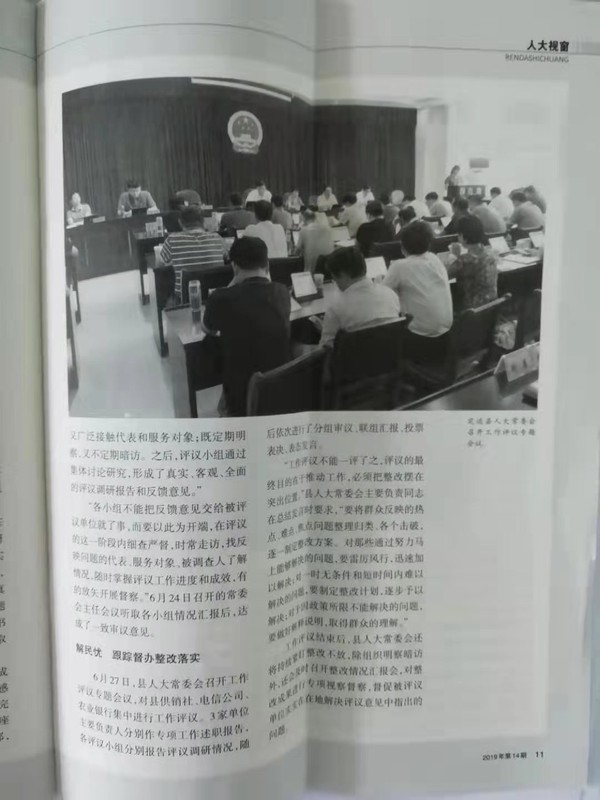 人大视窗
RENDASHICHUANG
定远县人大常委会
召开工作评议专题
会议。
又广泛接触代表和服务对象；既定期明
察，又不定期暗访。之后，评议小组通过
集体讨论研究，形成了真实、客观、全面
的评议调研报告和反馈意见。”
“各小组不能把反馈意见交给被评
议单位就了事，而要以此为开端，在评议
的这一阶段内细查严督，时常走访，找反
映问题的代表、服务对象、被调查人了解
情况，随时掌握评议工作进度和成效，有
的放矢开展督察。”6月24日召开的常委
会主任会议听取各小组情况汇报后，达
成了一致审议意见。
解民忧 跟踪督办整改落实
6月27日，县人大常委会召开工作
评议专题会议，对县供销社、电信公司、
农业银行集中进行工作评议。3家单位
主要负责人分别作专项工作述职报告，
各评议小组分别报告评议调研情况，随
后依次进行了分组审议、联组汇报、投票
表决、表态发言。
“工作评议不能一评了之，评议的最
终目的在于推动工作，必须把整改摆在
突出位置。”县人大常委会主要负责同志
在总结发言时要求，“要将群众反映的热
点、难点、焦点问题整理归类、各个击破，
逐一制定整改方案。对那些通过努力马
上能够解决的问题，要雷厉风行，迅速加
以解决；对一时无条件和短时间内难以
解决的问题，要制定整改计划，逐步予以
解决；对于因政策所限不能解决的问题，
要做好解释说明，取得群众的理解。”
工作评议结束后，县人大常委会还
将持续紧盯整改不放，除组织明察暗访
外，还会及时召开整改情况汇报会，对整
改成果进行专项视察督察，督促被评议
单位实实在在地解决评议意见中指出的
问题。
2019年第14期 11